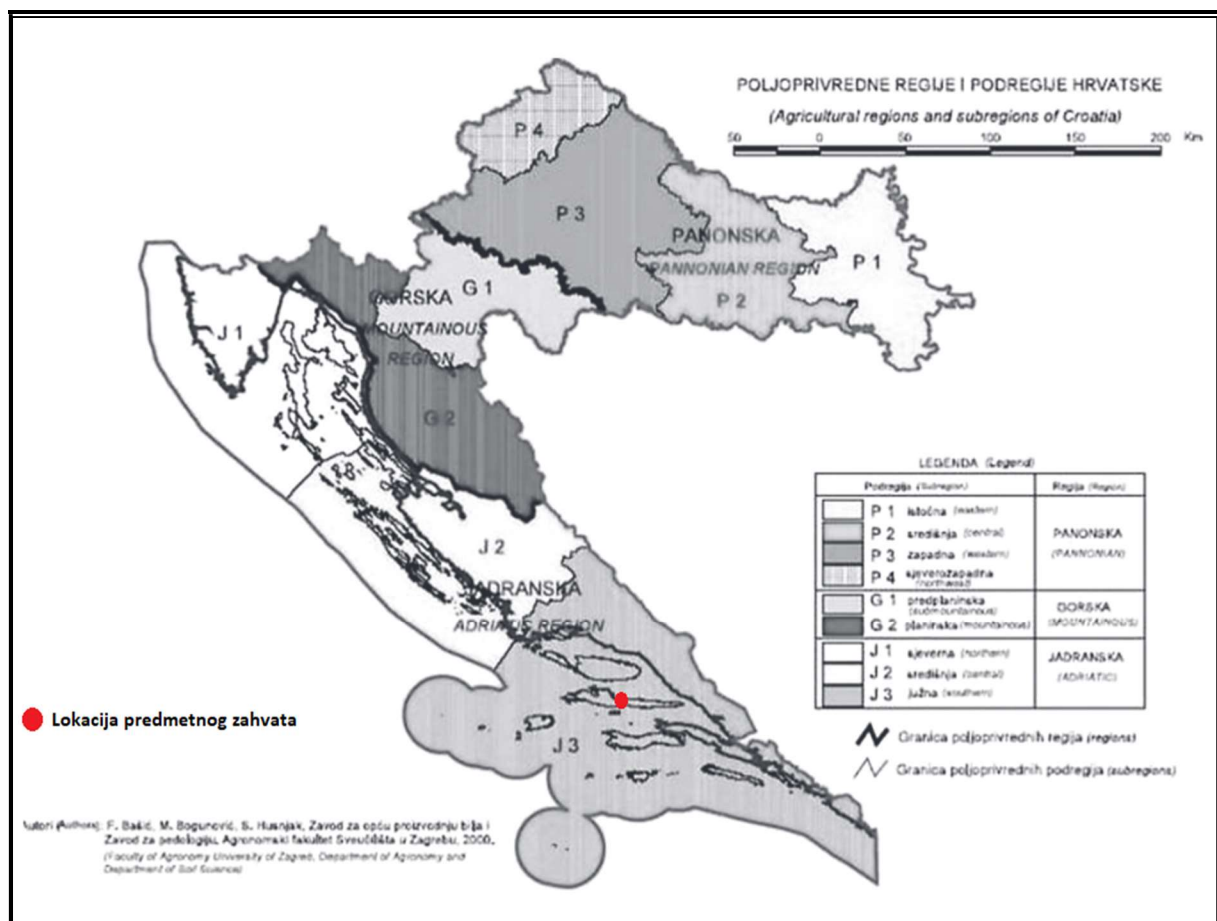 POLJOPRIVREDNE REGIJE I PODREGIJE HRVATSKE
(Agricultural regions and subregions of Croatia)
50 0 50 100 150 200 Km
P 4
P 3
PANONSKA
PANNONIAN REGION
P 1
P 2
GORSKA
G 1
MOUNTAINOUS
REGION
J 1
G 2
J 2
JADRANSKA
ADRIATIC REGION
J 3
Lokacija predmetnog zahvata
LEGENDA (Legend)
Podregija (Subregion) Regija (Region)
P 1 istočna (eastern)
P 2 središnja (central)
P 3 zapadna (western)
P 4 sjeverozapadna (northwest)
PANONSKA
(PANNONIAN)
G 1 predplaninska (submountainous)
G 2 planinska (mountainous)
GORSKA
(MOUNTAINOUS)
J 1 sjeverna (northern)
J 2 središnja (central)
J 3 južna (southern)
JADRANSKA
(ADRIATIC)
Granica poljoprivrednih regija (regions)
Granica poljoprivrednih podregija (subregions)
Autori (Authors): F. Bašić, M. Bogunović, S. Husnjak, Zavod za opću proizvodnju bilja i
Zavod za pedologiju, Agronomski fakultet Sveučilišta u Zagrebu, 2000.
(Faculty of Agronomy University of Zagreb, Department of Agronomy and
Department of Soil Science)